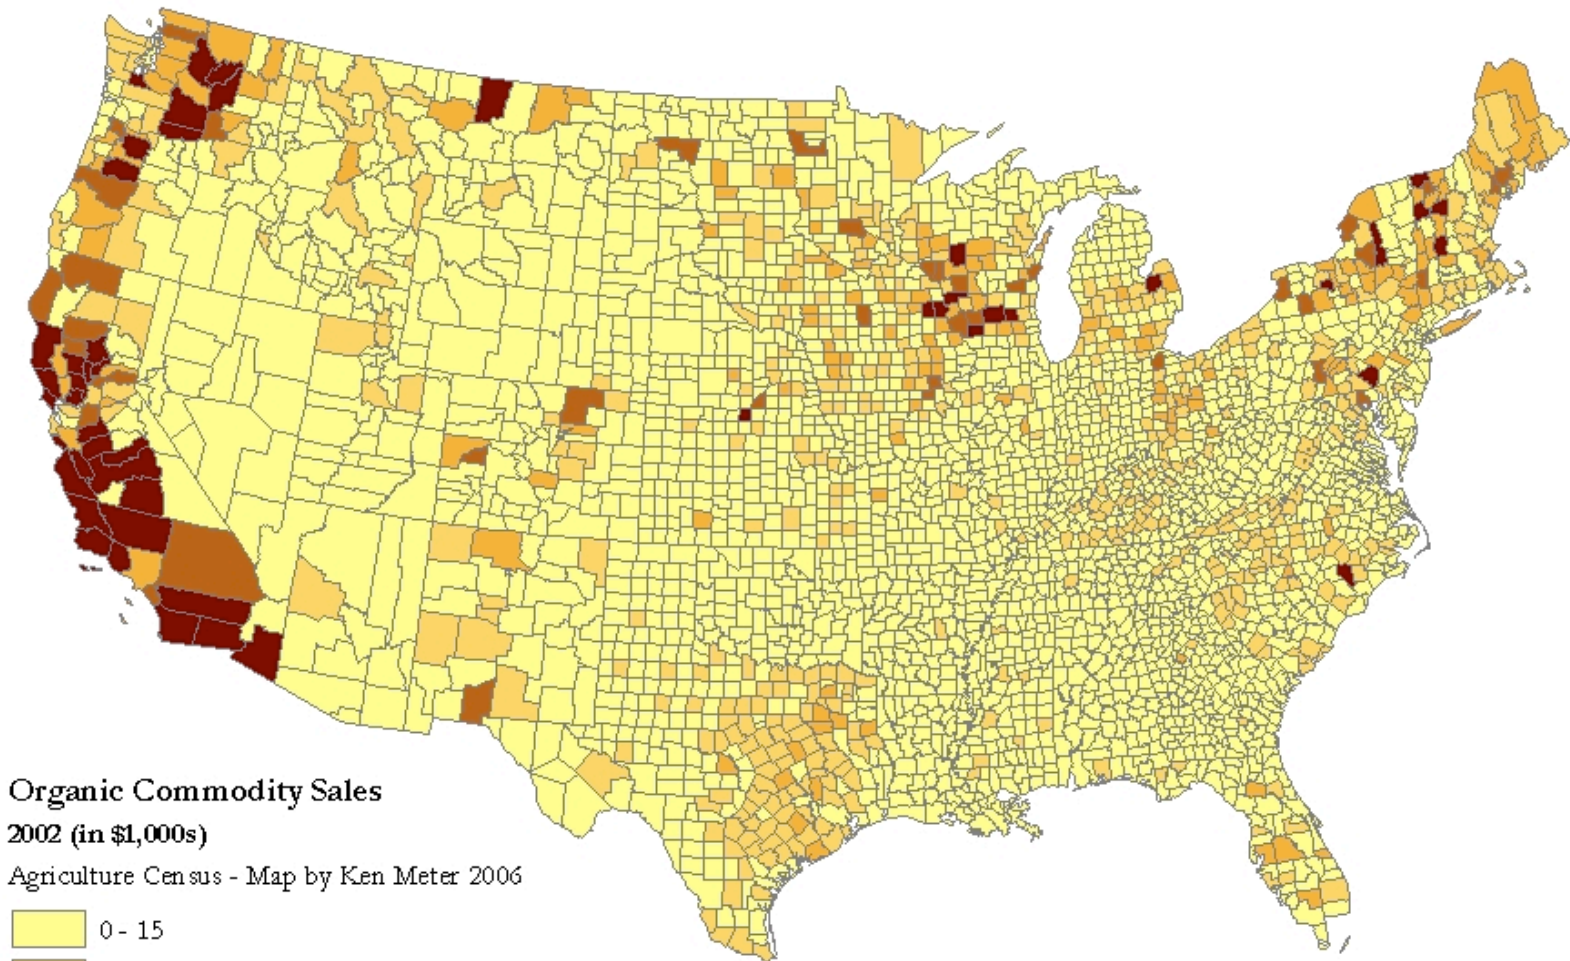 Organic Commodity Sales
2002 (in $1,000s)
Agriculture Census - Map by Ken Meter 2006
0 - 15